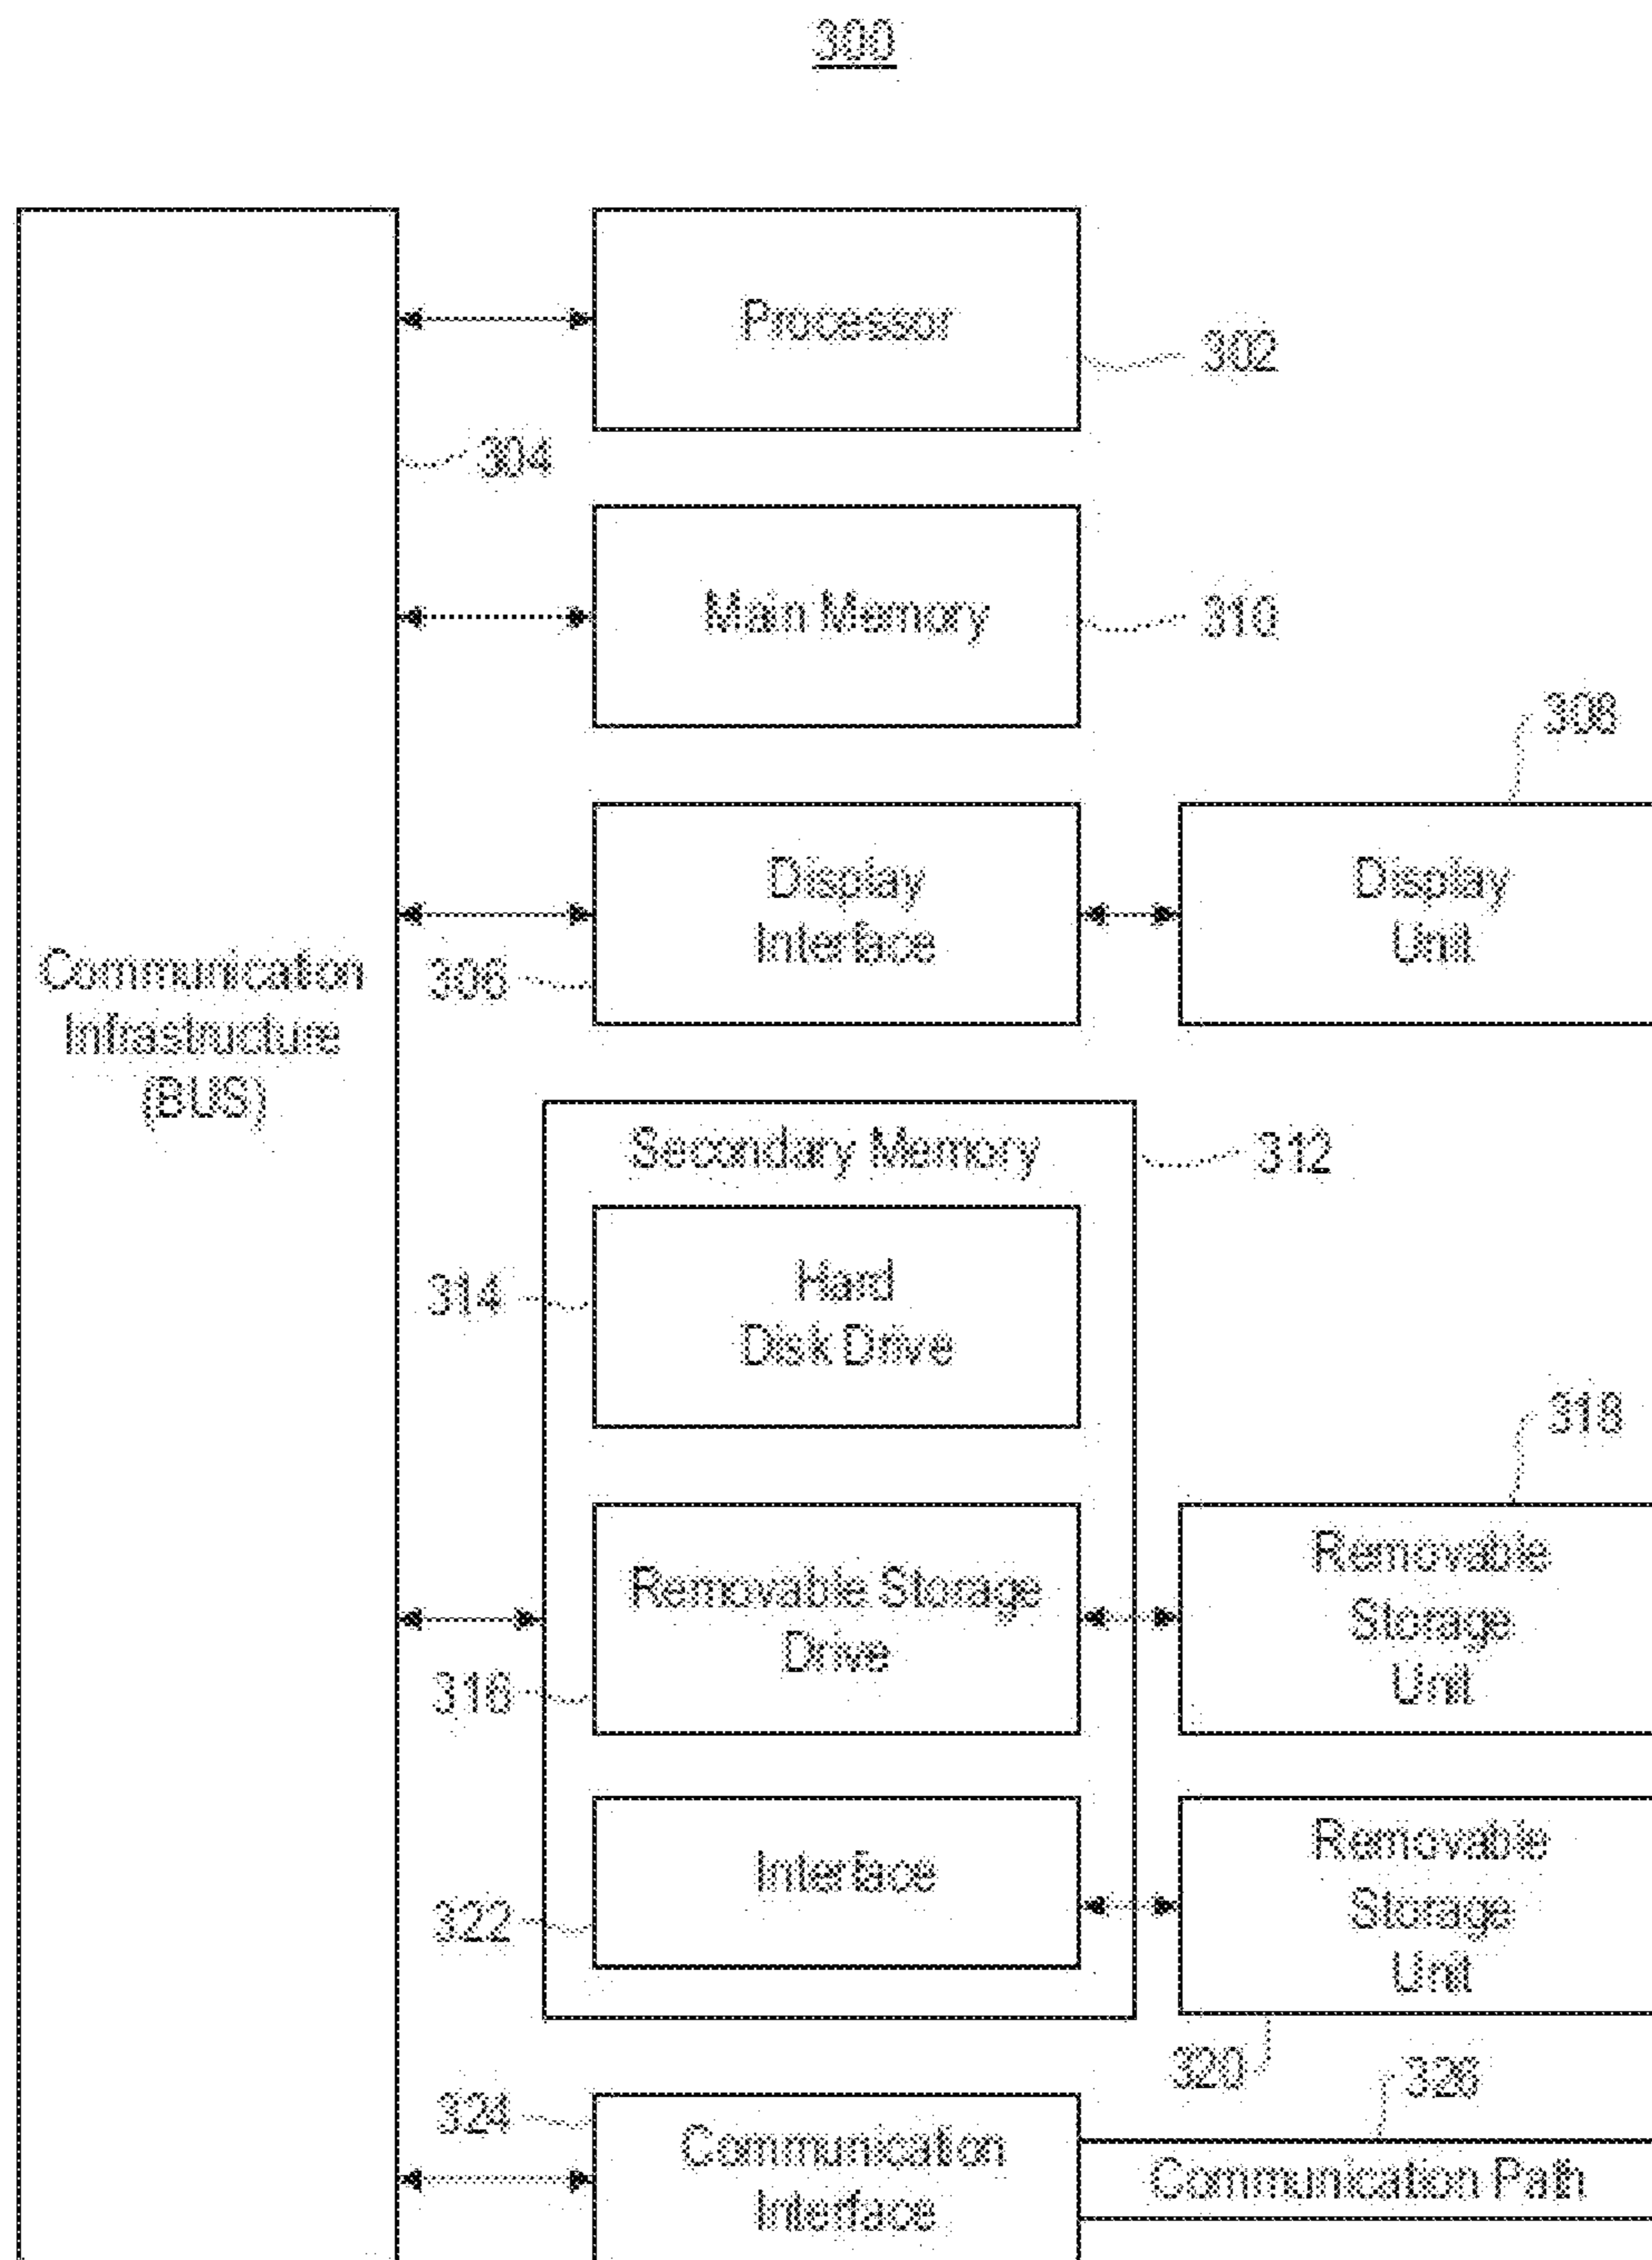 300
Processor
302
304
Main Memory
310
308
Display
Interface
Display
Unit
306
Communication
Infrastructure
(BUS)
Secondary Memory
312
Hard
Disk Drive
314
318
Removable Storage
Drive
Removable
Storage
Unit
316
Interface
Removable
Storage
Unit
322
320
326
324
Communication
Interface
Communication Path